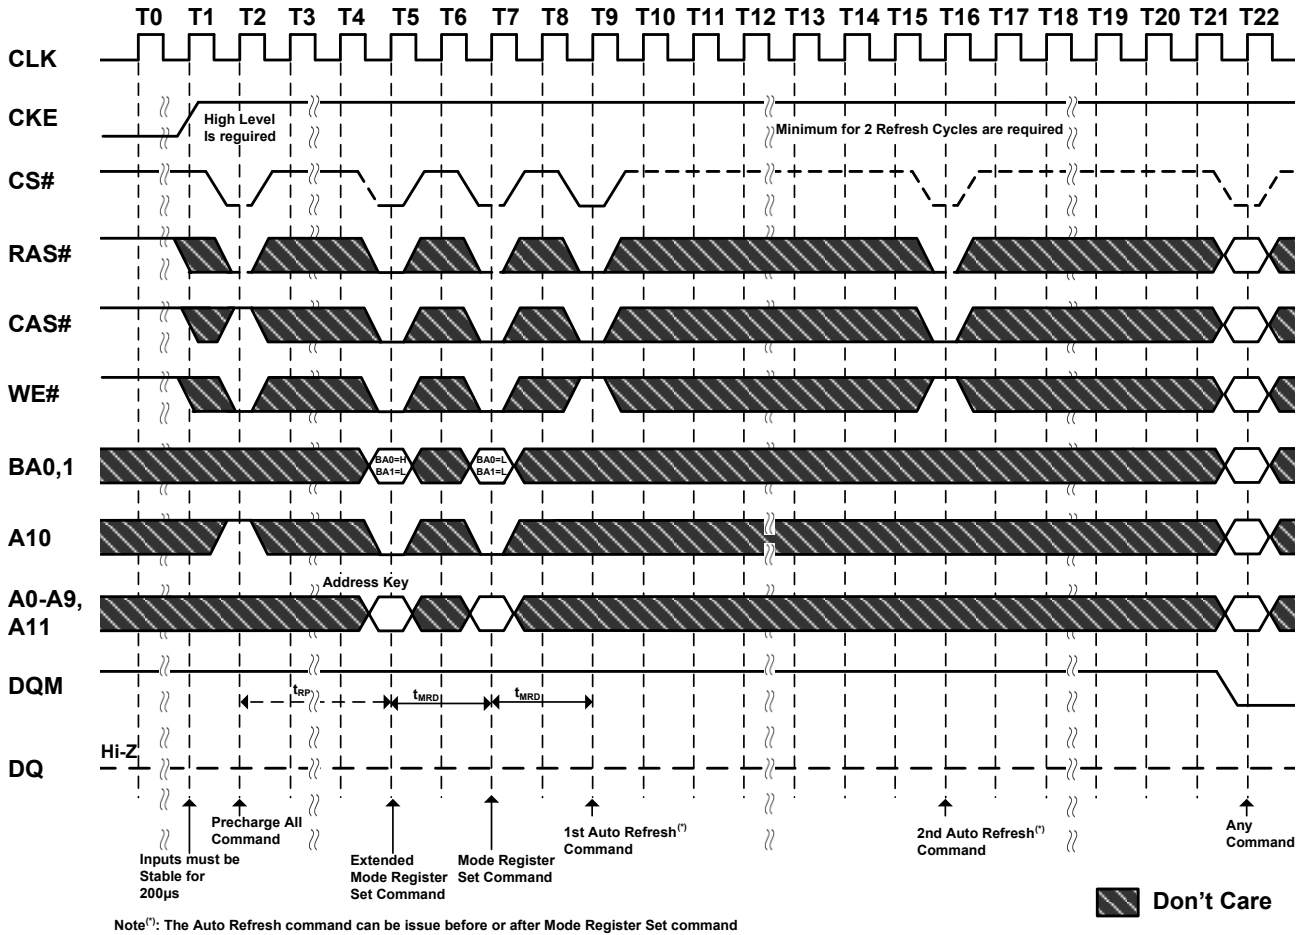 T0 T1 T2 T3 T4 T5 T6 T7 T8 T9 T10 T11 T12 T13 T14 T15 T16 T17 T18 T19 T20 T21 T22
CLK
CKE
High Level
Is reguired
Minimum for 2 Refresh Cycles are required
CS#
RAS#
CAS#
WE#
BA0,1
BA0=H
BA1=L
BA0=L
BA1=L
A10
Address Key
A0-A9,
A11
DQM
tRP
tMRD
tMRD
Hi-Z
DQ
Inputs must be
Stable for
200µs
Precharge All
Command
Extended
Mode Register
Set Command
Mode Register
Set Command
1st Auto Refresh(*)
Command
2nd Auto Refresh(*)
Command
Any
Command
Don't Care
Note(*): The Auto Refresh command can be issue before or after Mode Register Set command